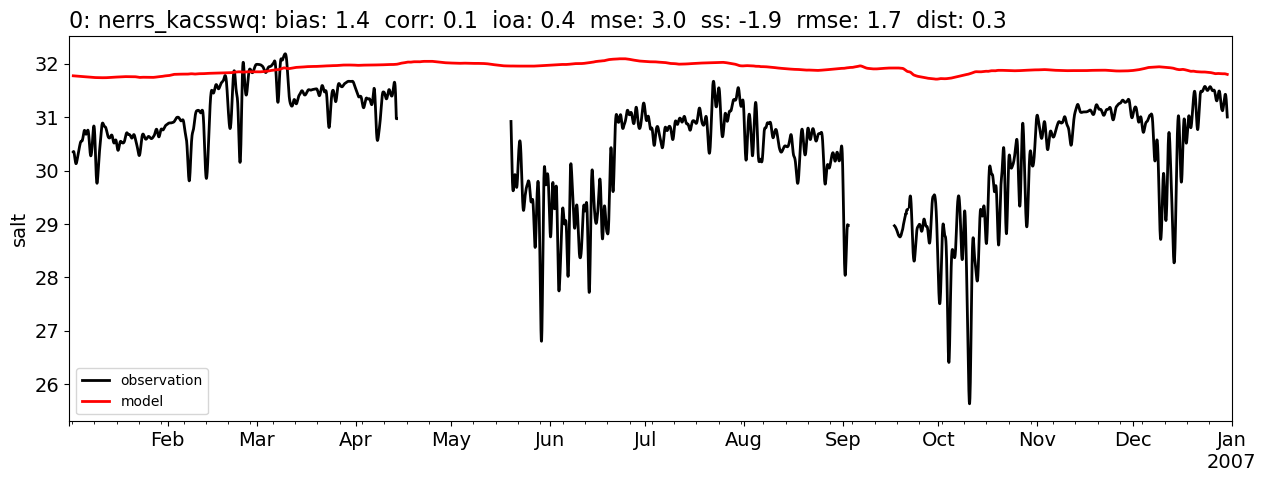 0: nerrs_kacsswq: bias: 1.4  corr: 0.1  ioa: 0.4  mse: 3.0  ss: -1.9  rmse: 1.7  dist: 0.3
32
31
30
29
28
27
26
salt
observation
model
Feb Mar Apr May Jun Jul Aug Sep Oct Nov Dec Jan
2007